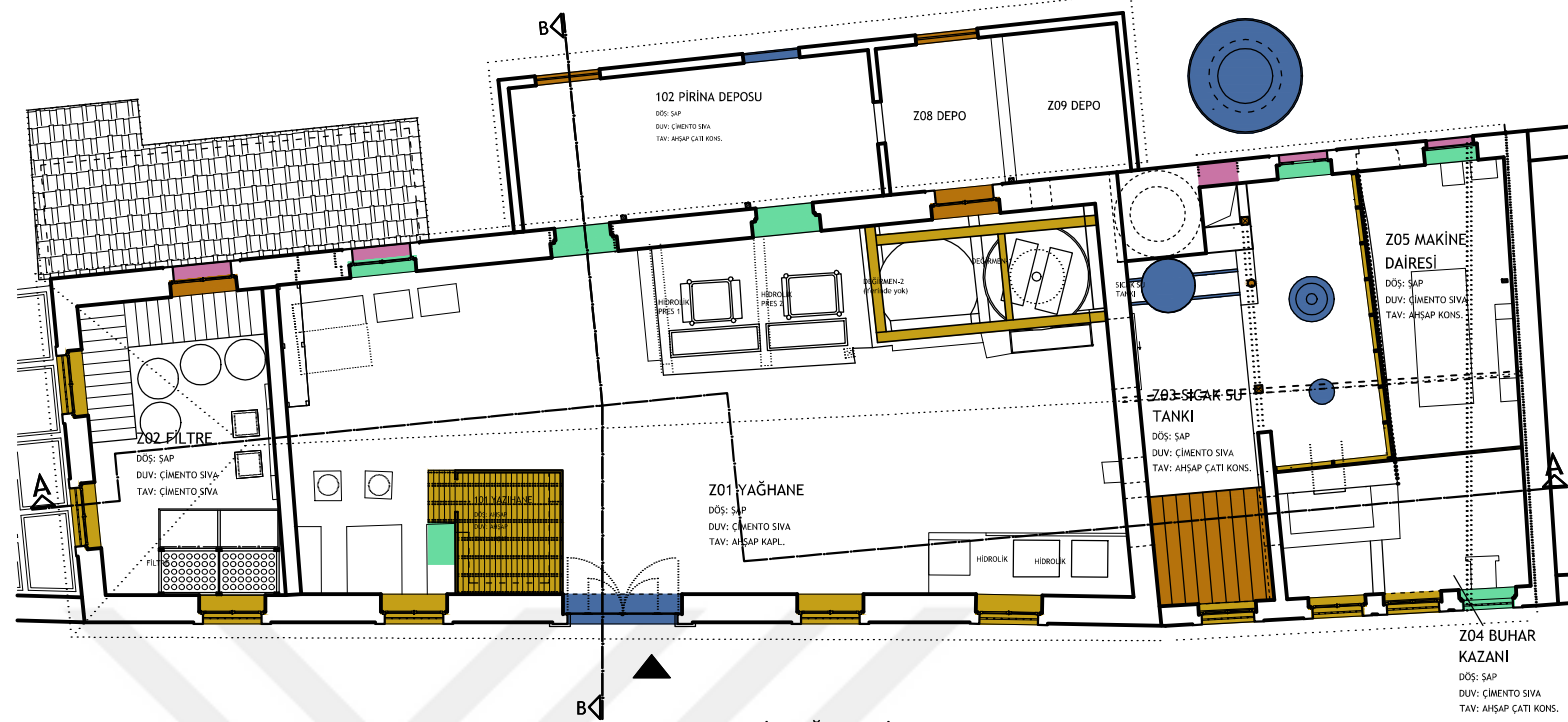 B
102 PİRİNA DEPOSU
DÖŞ: ŞAP
DUV: ÇİMENTO SIVA
TAV: AHŞAP ÇATI KONS.
Z08 DEPO
Z09 DEPO
Z05 MAKİNE
DAİRESİ
DÖŞ: ŞAP
DUV: ÇİMENTO SIVA
TAV: AHŞAP KONS.
HİDROLİK
PRES 1
HİDROLİK
PRES 2
DEĞİRMEN-2
(Yerinde yok)
SICAK SU
TANKI
Z03 SICAK SU
TANKI
DÖŞ: ŞAP
DUV: ÇİMENTO SIVA
TAV: AHŞAP ÇATI KONS.
Z02 FİLTRE
DÖŞ: ŞAP
DUV: ÇİMENTO SIVA
TAV: ÇİMENTO SIVA
A
A
101 YAZIHANE
DÖŞ: AHŞAP
DUV: AHŞAP
Z01 YAĞHANE
DÖŞ: ŞAP
DUV: ÇİMENTO SIVA
TAV: AHŞAP KAPL.
HİDROLİK
HİDROLİK
Z04 BUHAR
KAZANI
DÖŞ: ŞAP
DUV: ÇİMENTO SIVA
TAV: AHŞAP ÇATI KONS.
B